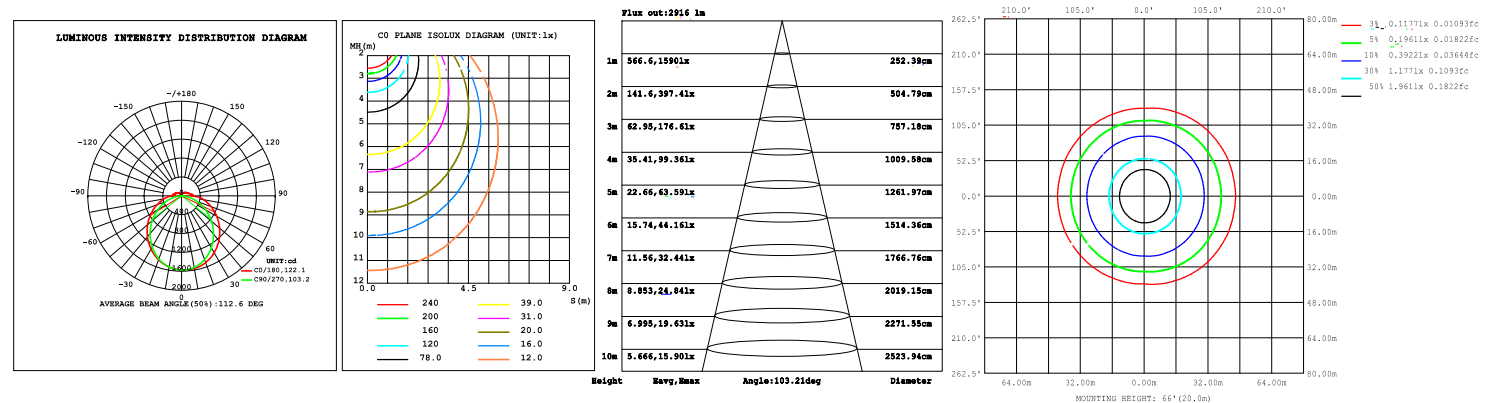 LUMINOUS INTENSITY DISTRIBUTION DIAGRAM
-/+180
-150 150
-120 120
-90 90
-60 60
-30 30
0
400
800
1200
1600
2000
UNIT:cd
C0/180,122.1
C90/270,103.2
AVERAGE BEAM ANGLE(50%):112.6 DEG
C0 PLANE ISOLUX DIAGRAM (UNIT:lx)
MH(m)
2
3
4
5
6
7
8
9
10
11
12
0.0 4.5 9.0
S(m)
240 39.0
200 31.0
160 20.0
120 16.0
78.0 12.0
Flux out:2916 lm
1m 566.6,1590lx 252.39cm
2m 141.6,397.4lx 504.79cm
3m 62.95,176.6lx 757.18cm
4m 35.41,99.36lx 1009.58cm
5m 22.66,63.59lx 1261.97cm
6m 15.74,44.16lx 1514.36cm
7m 11.56,32.44lx 1766.76cm
8m 8.853,24.84lx 2019.15cm
9m 6.995,19.63lx 2271.55cm
10m 5.666,15.90lx 2523.94cm
Height Eavg,Emax Angle:103.21deg Diameter
210.0' 105.0' 0.0' 105.0' 210.0'
262.5' 80.00m
210.0' 64.00m
157.5' 48.00m
105.0' 32.00m
52.5' 16.00m
0.0' 0.00m
52.5' 16.00m
105.0' 32.00m
157.5' 48.00m
210.0' 64.00m
262.5' 80.00m
64.00m 32.00m 0.00m 32.00m 64.00m
MOUNTING HEIGHT: 66'(20.0m)
3% 0.1177lx 0.01093fc
5% 0.1961lx 0.01822fc
10% 0.3922lx 0.03644fc
30% 1.177lx 0.1093fc
50% 1.961lx 0.1822fc